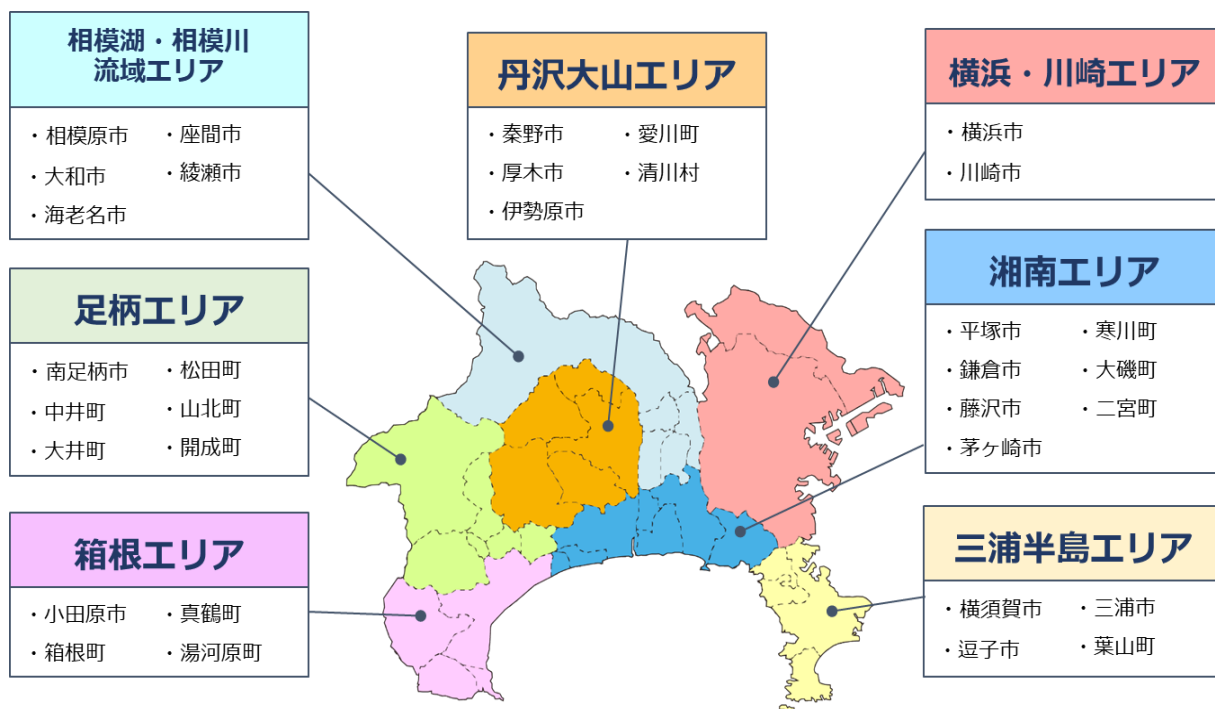 相模湖・相模川
流域エリア
・相模原市
・座間市
・大和市
・綾瀬市
・海老名市
丹沢大山エリア
・秦野市
・愛川町
・厚木市
・清川村
・伊勢原市
横浜・川崎エリア
・横浜市
・川崎市
足柄エリア
・南足柄市
・松田町
・中井町
・山北町
・大井町
・開成町
湘南エリア
・平塚市
・寒川町
・鎌倉市
・大磯町
・藤沢市
・二宮町
・茅ヶ崎市
箱根エリア
・小田原市
・真鶴町
・箱根町
・湯河原町
三浦半島エリア
・横須賀市
・三浦市
・逗子市
・葉山町